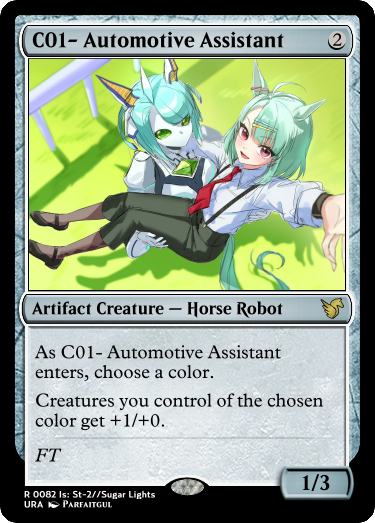 C01- Automotive Assistant 2
Artifact Creature — Horse Robot
As C01- Automotive Assistant
enters, choose a color.
Creatures you control of the chosen
color get +1/+0.
FT
1/3
R 0082 Is: St-2//Sugar Lights
URA Parfaitgul